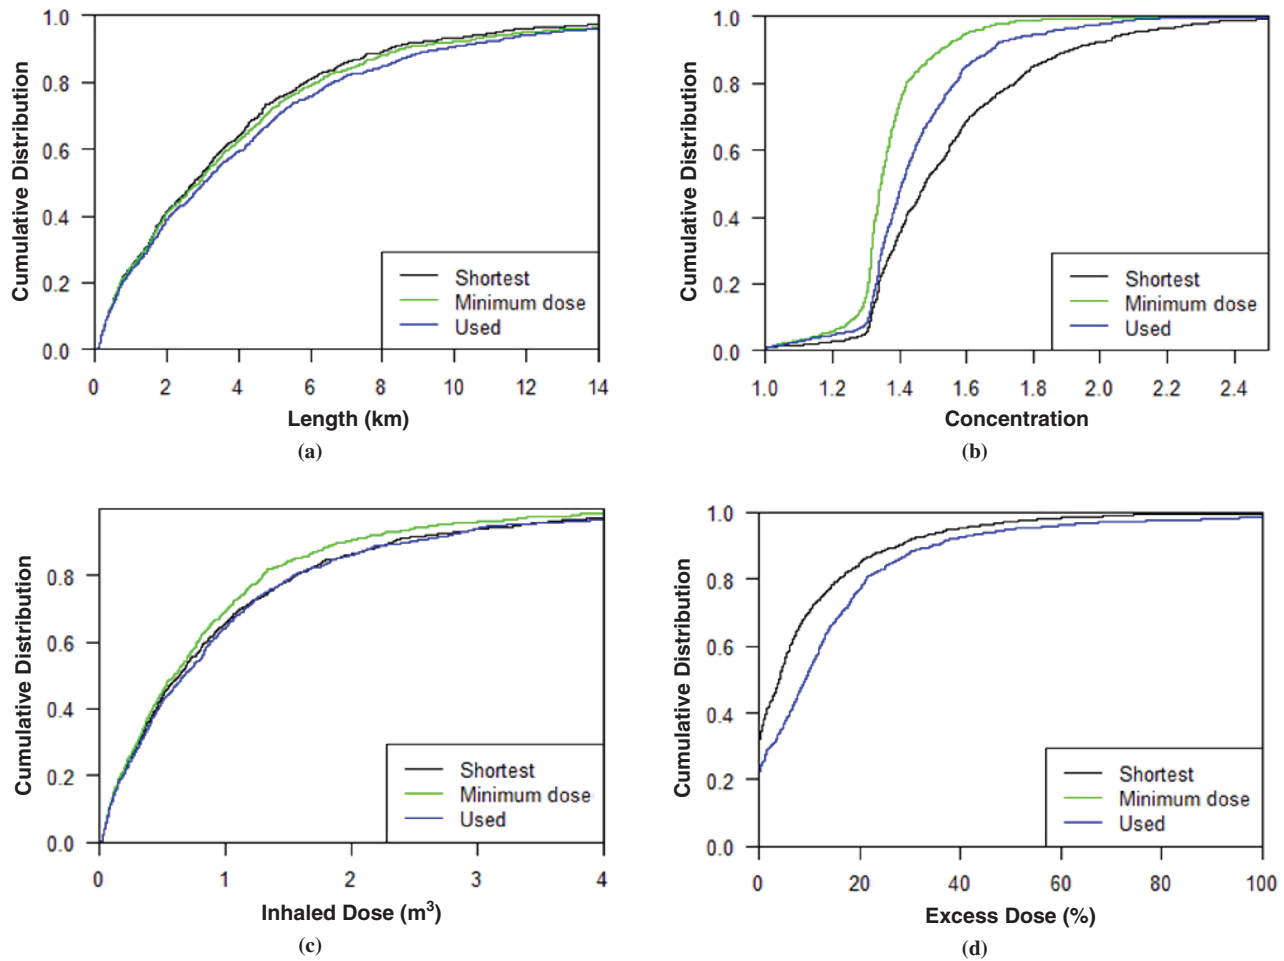 1.0
0.8
0.6
0.4
0.2
0.0
Cumulative Distribution
Shortest
Minimum dose
Used
0 2 4 6 8 10 12 14
Length (km)
(a)
1.0
0.8
0.6
0.4
0.2
0.0
Cumulative Distribution
Shortest
Minimum dose
Used
1.0 1.2 1.4 1.6 1.8 2.0 2.2 2.4
Concentration
(b)
0.8
0.6
0.4
0.2
0.0
Cumulative Distribution
Shortest
Minimum dose
Used
0 1 2 3 4
Inhaled Dose (m³)
(c)
1.0
0.8
0.6
0.4
0.2
0.0
Cumulative Distribution
Shortest
Minimum dose
Used
0 20 40 60 80 100
Excess Dose (%)
(d)